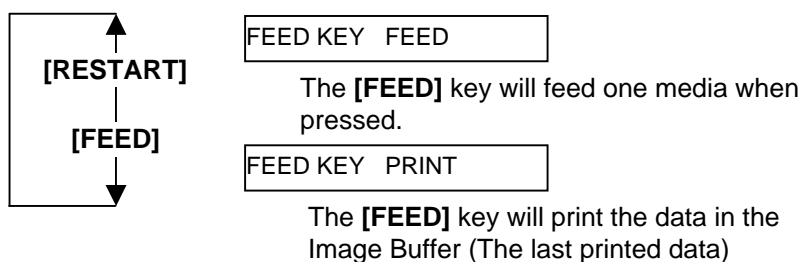 FEED KEY FEED
[RESTART]
The [FEED] key will feed one media when
pressed.
[FEED]
FEED KEY PRINT
The [FEED] key will print the data in the
Image Buffer (The last printed data)